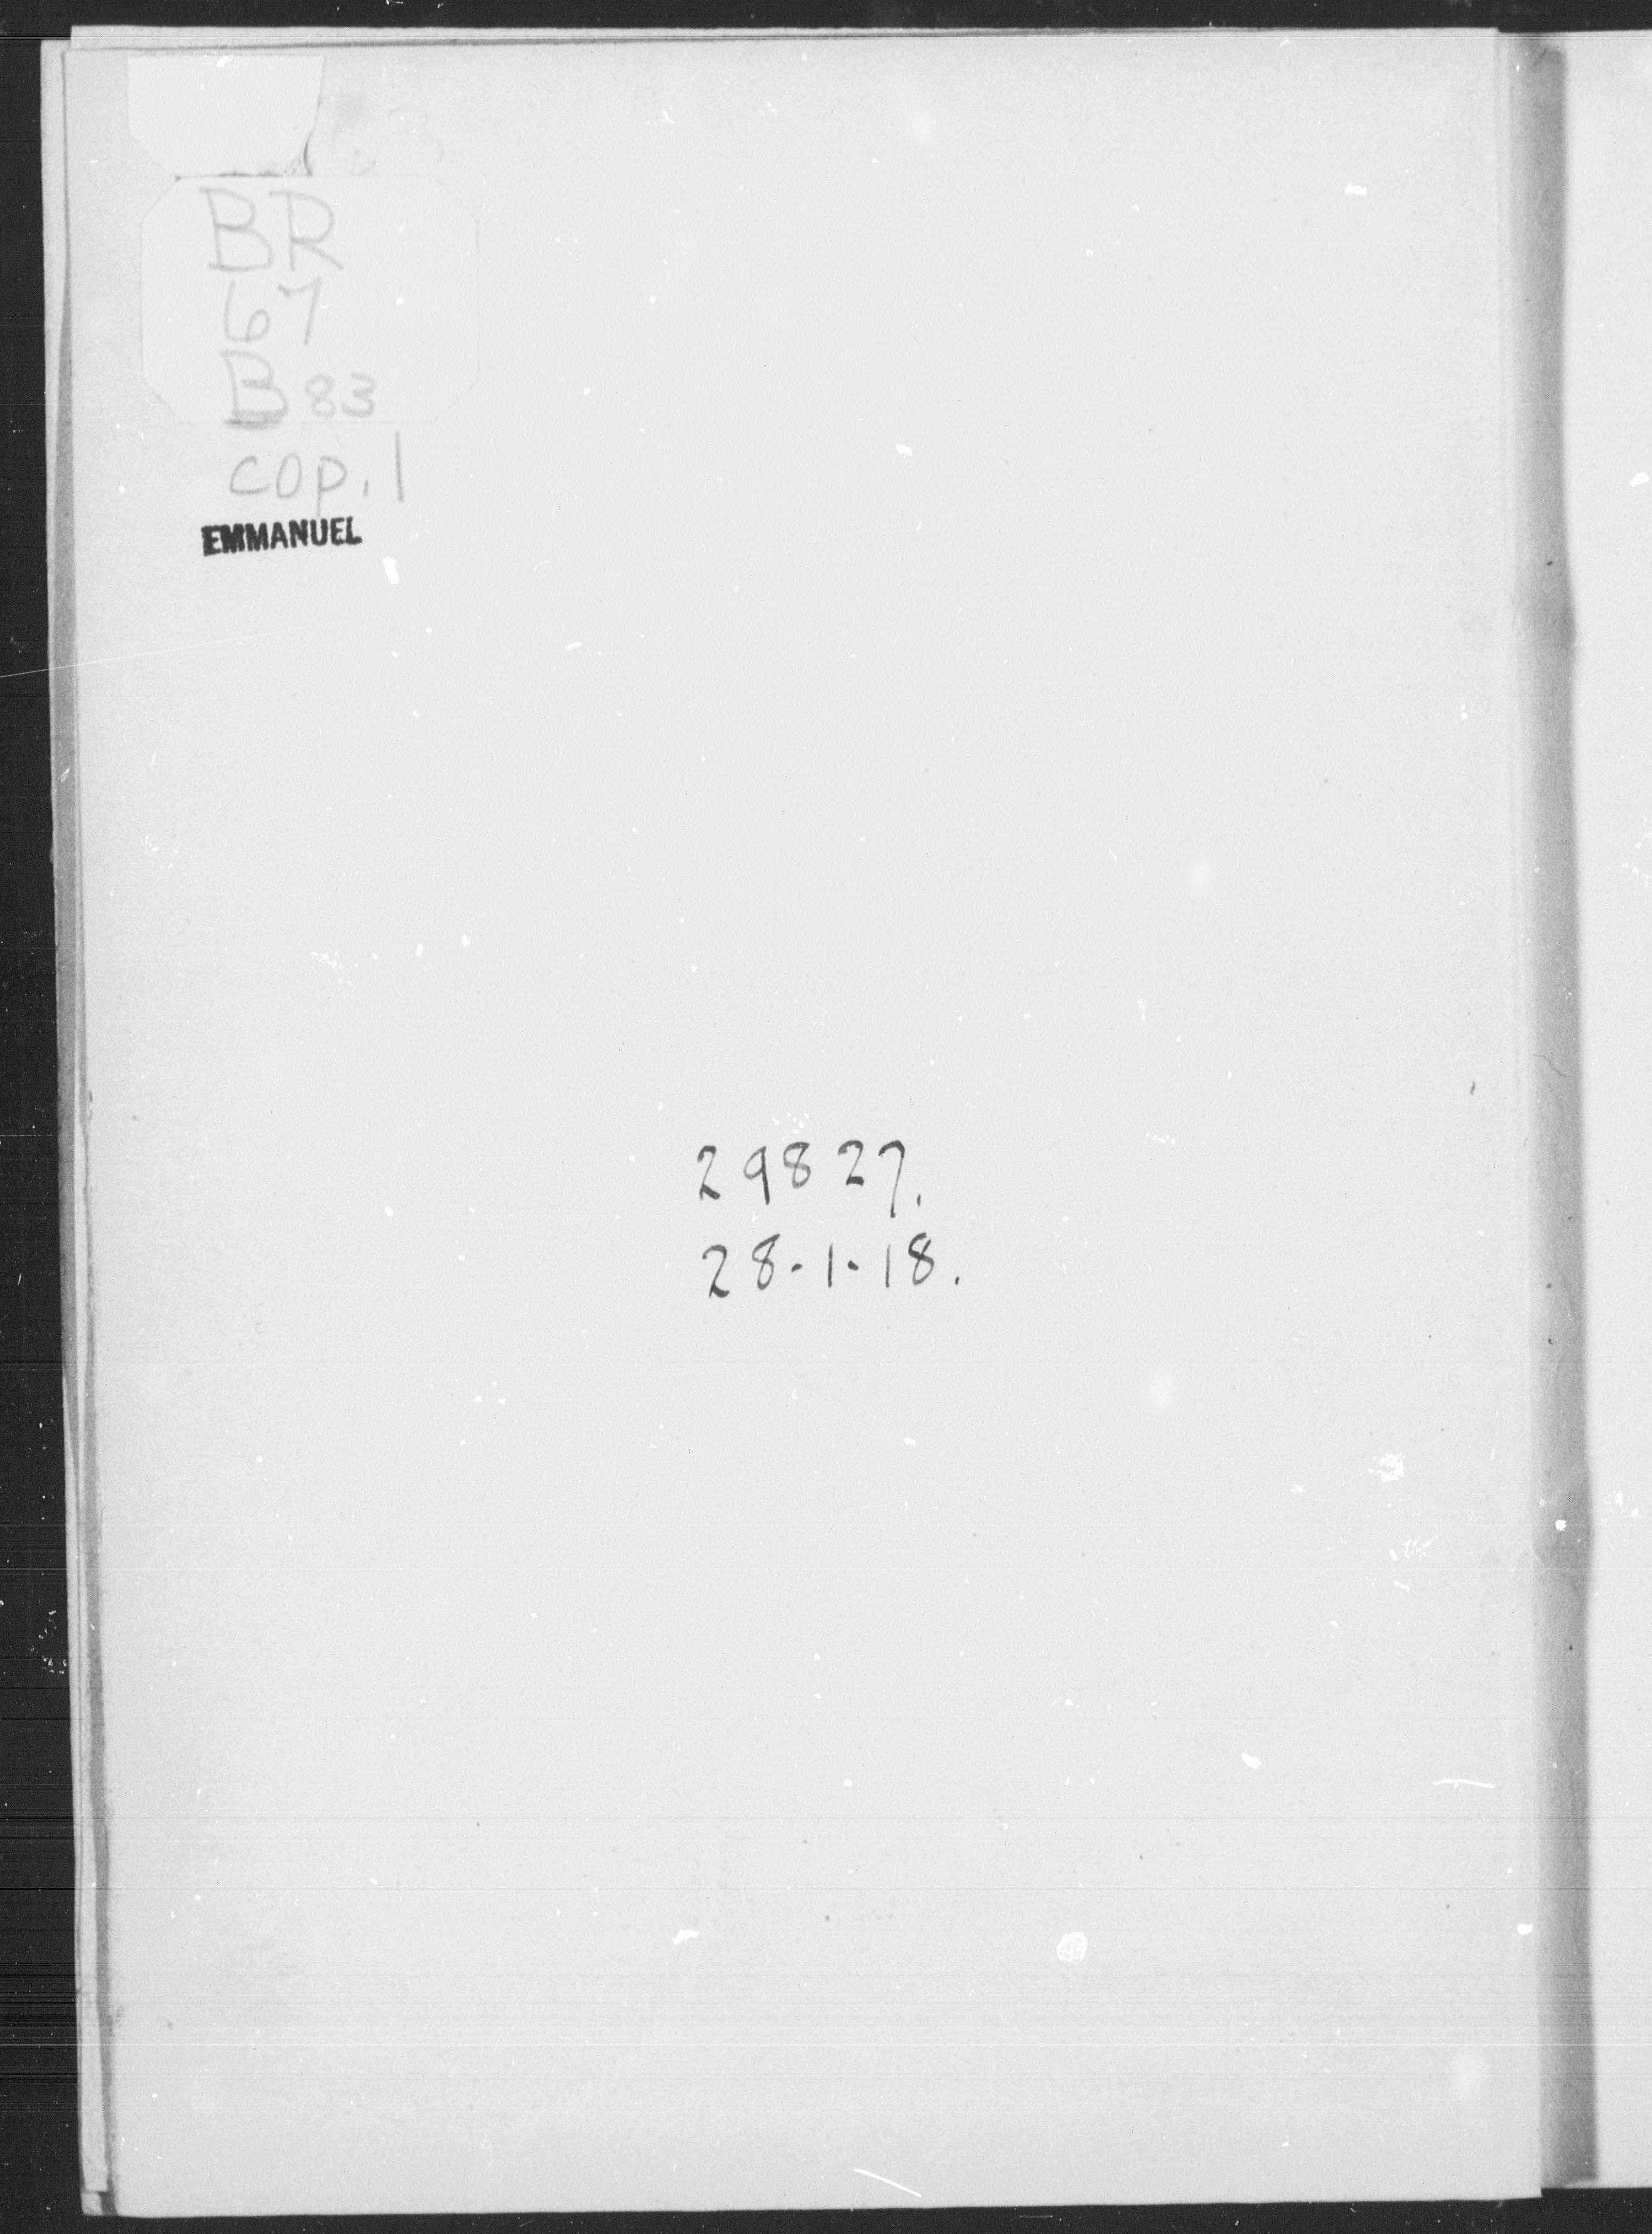 BR
67
B83
cop.1
EMMANUEL
29827.
28-1-18.